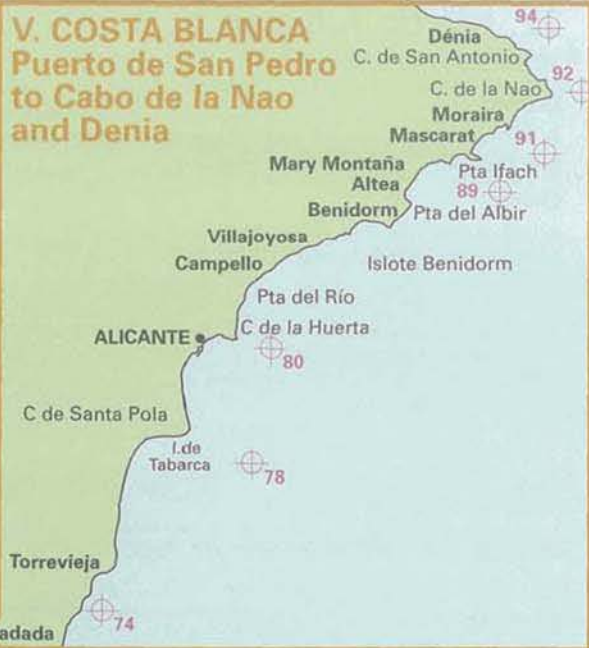 V. COSTA BLANCA
Puerto de San Pedro
to Cabo de la Nao
and Denia
94
Dénia
C. de San Antonio
92
C. de la Nao
Moraira
Mascarat
91
Mary Montaña
Pta Ifach
Altea
89
Benidorm
Pta del Albir
Villajoyosa
Campello
Islote Benidorm
Pta del Río
C de la Huerta
ALICANTE
80
C de Santa Pola
I.de
Tabarca
78
Torrevieja
74
adada